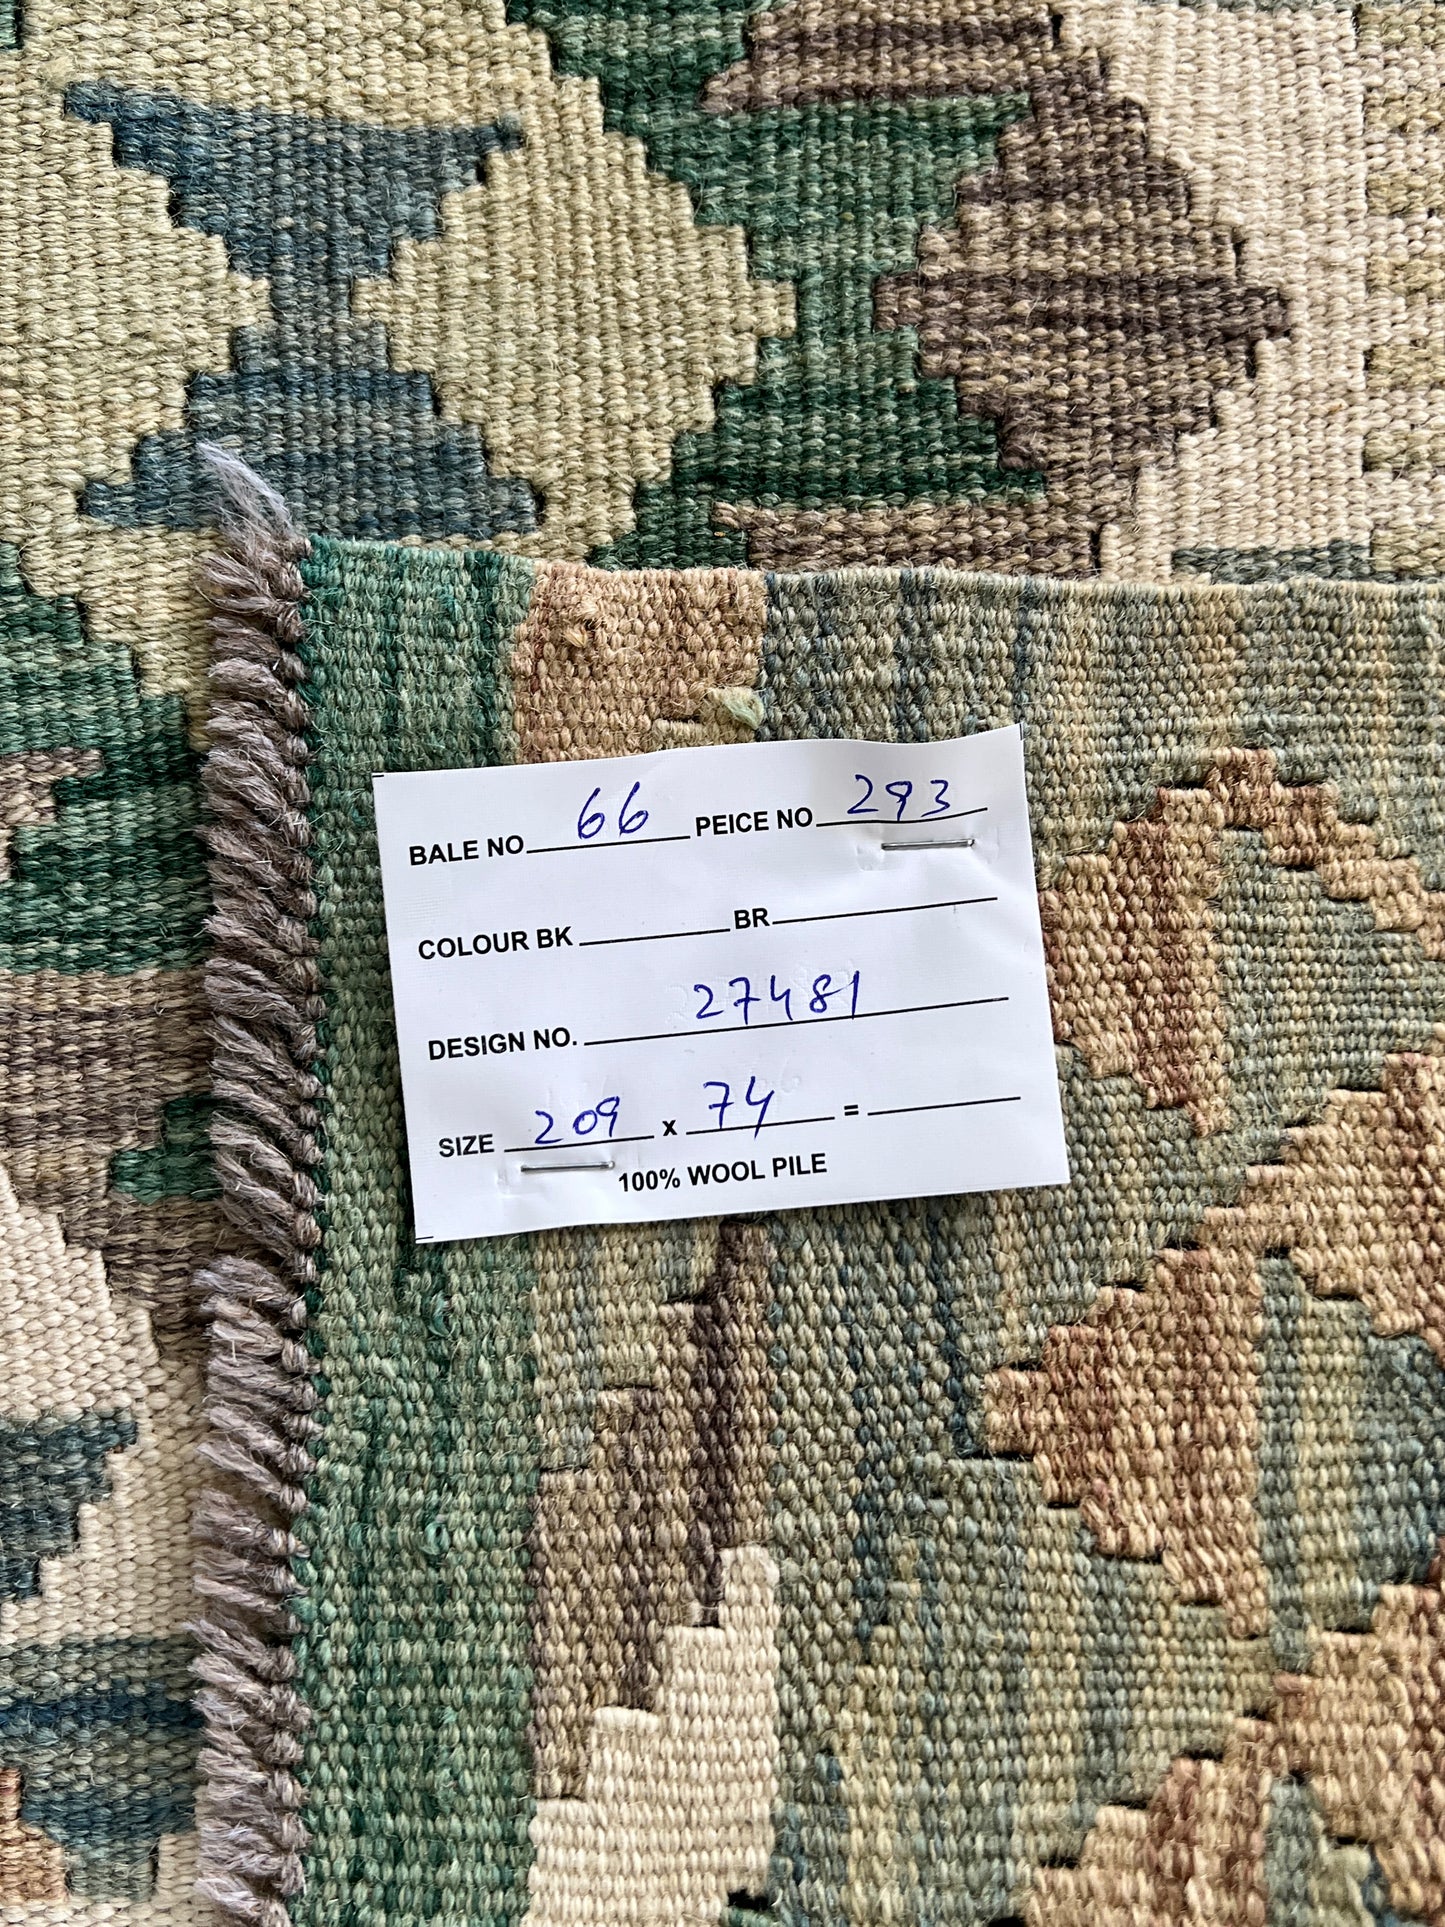 BALE NO 66 PEICE NO 293
COLOUR BK BR
DESIGN NO. 27481
SIZE 209 x 74 =
100% WOOL PILE